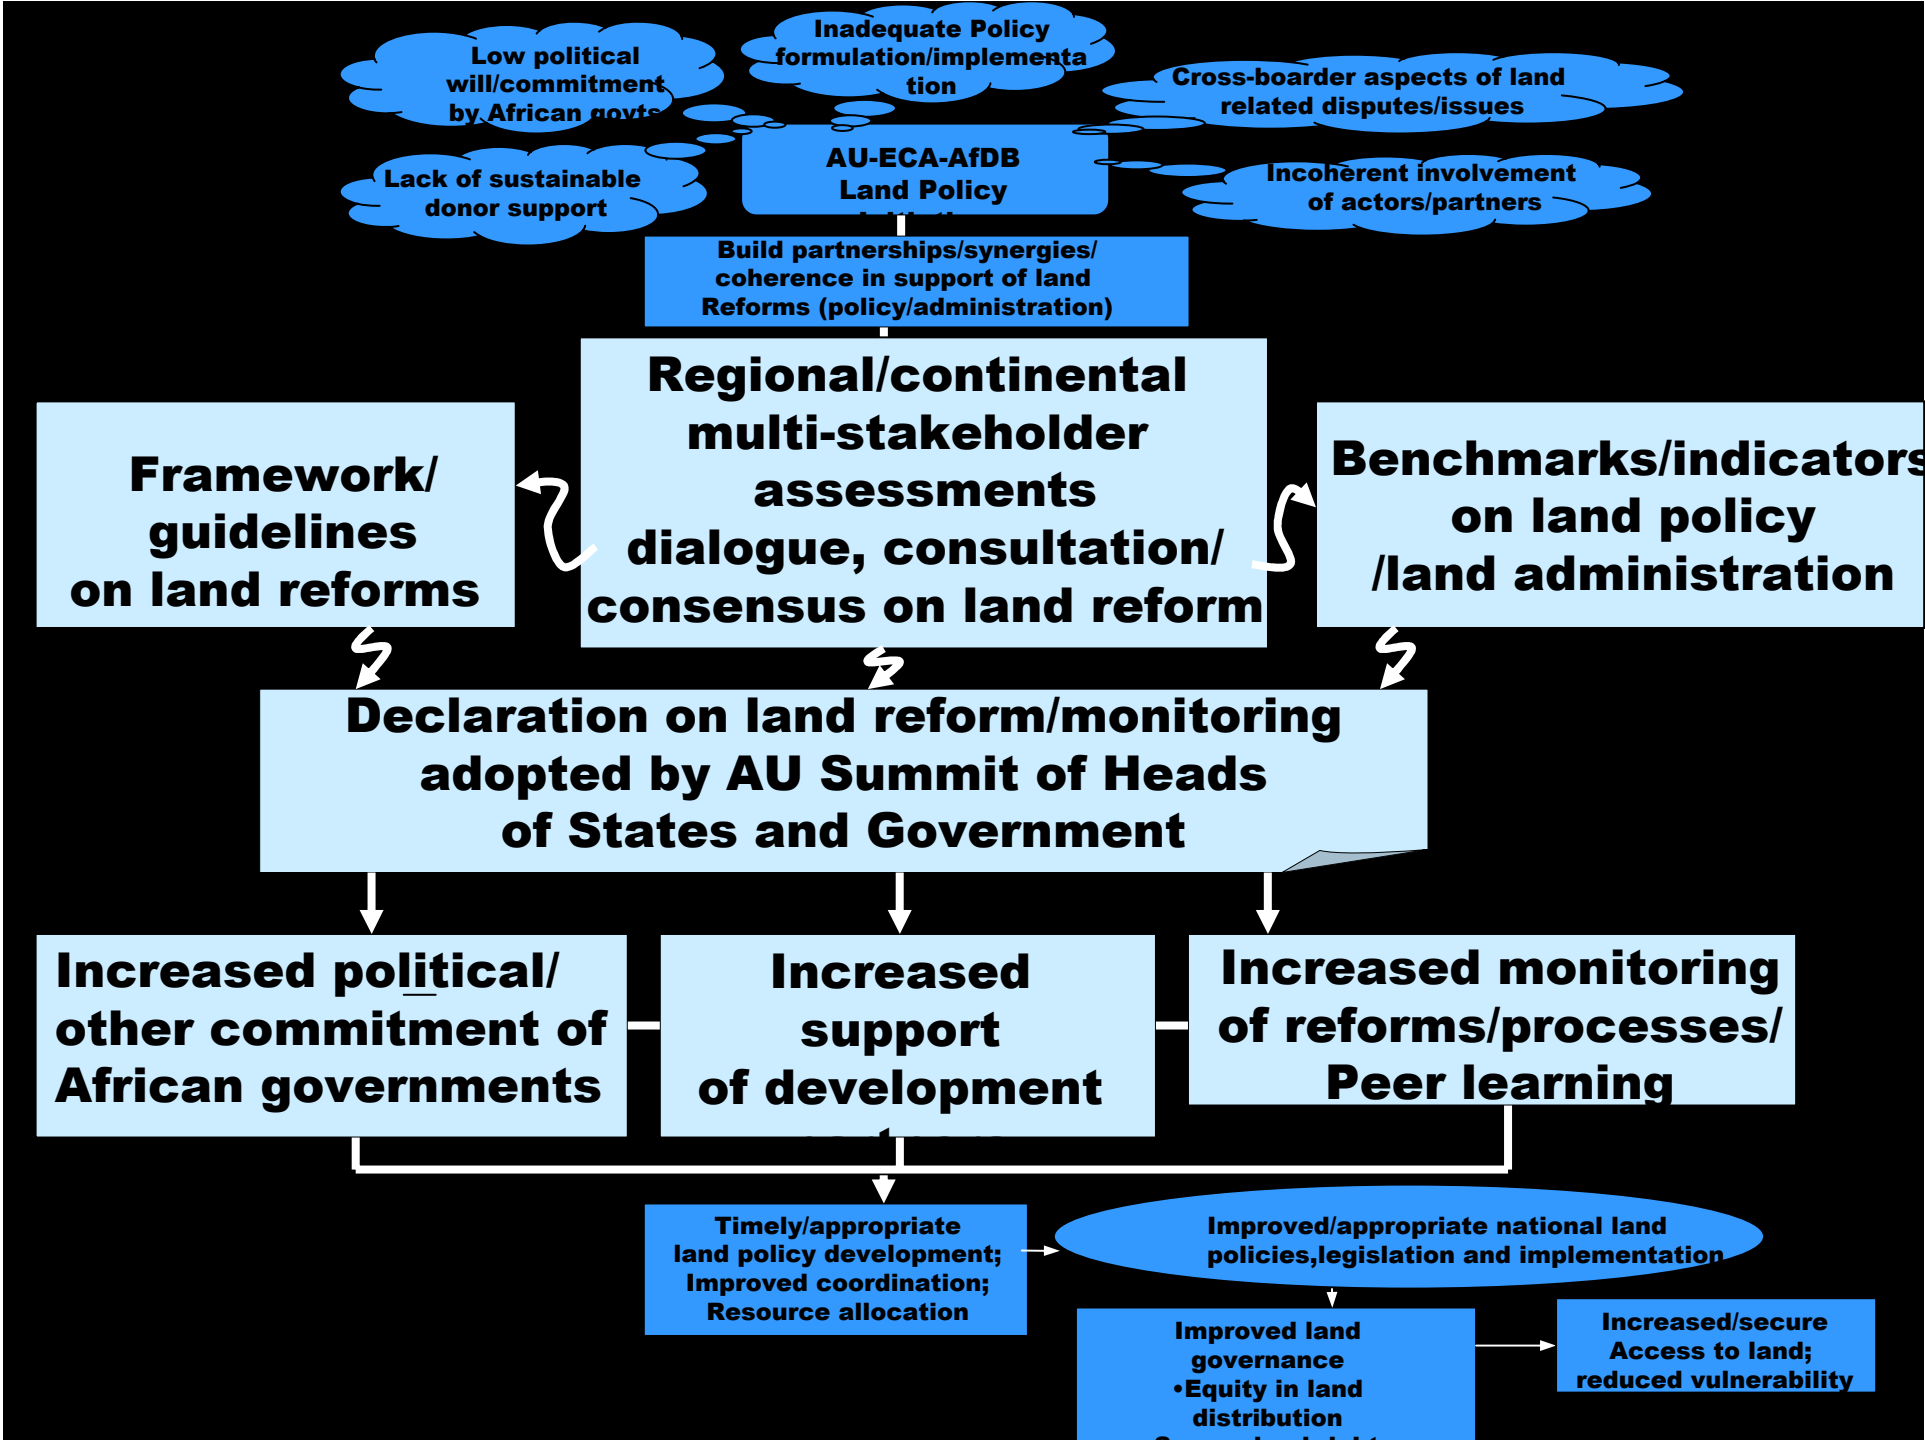 Low political
will/commitment
by African govts
Inadequate Policy
formulation/implementa
tion
Cross-boarder aspects of land
related disputes/issues
Lack of sustainable
donor support
AU-ECA-AfDB
Land Policy
Incoherent involvement
of actors/partners
Build partnerships/synergies/
coherence in support of land
Reforms (policy/administration)
Regional/continental
multi-stakeholder
assessments
dialogue, consultation/
consensus on land reform
Framework/
guidelines
on land reforms
Benchmarks/indicators
on land policy
/land administration
Declaration on land reform/monitoring
adopted by AU Summit of Heads
of States and Government
Increased political/
other commitment of
African governments
Increased
support
of development
Increased monitoring
of reforms/processes/
Peer learning
Timely/appropriate
land policy development;
Improved coordination;
Resource allocation
Improved/appropriate national land
policies,legislation and implementation
Improved land
governance
•Equity in land
distribution
Increased/secure
Access to land;
reduced vulnerability